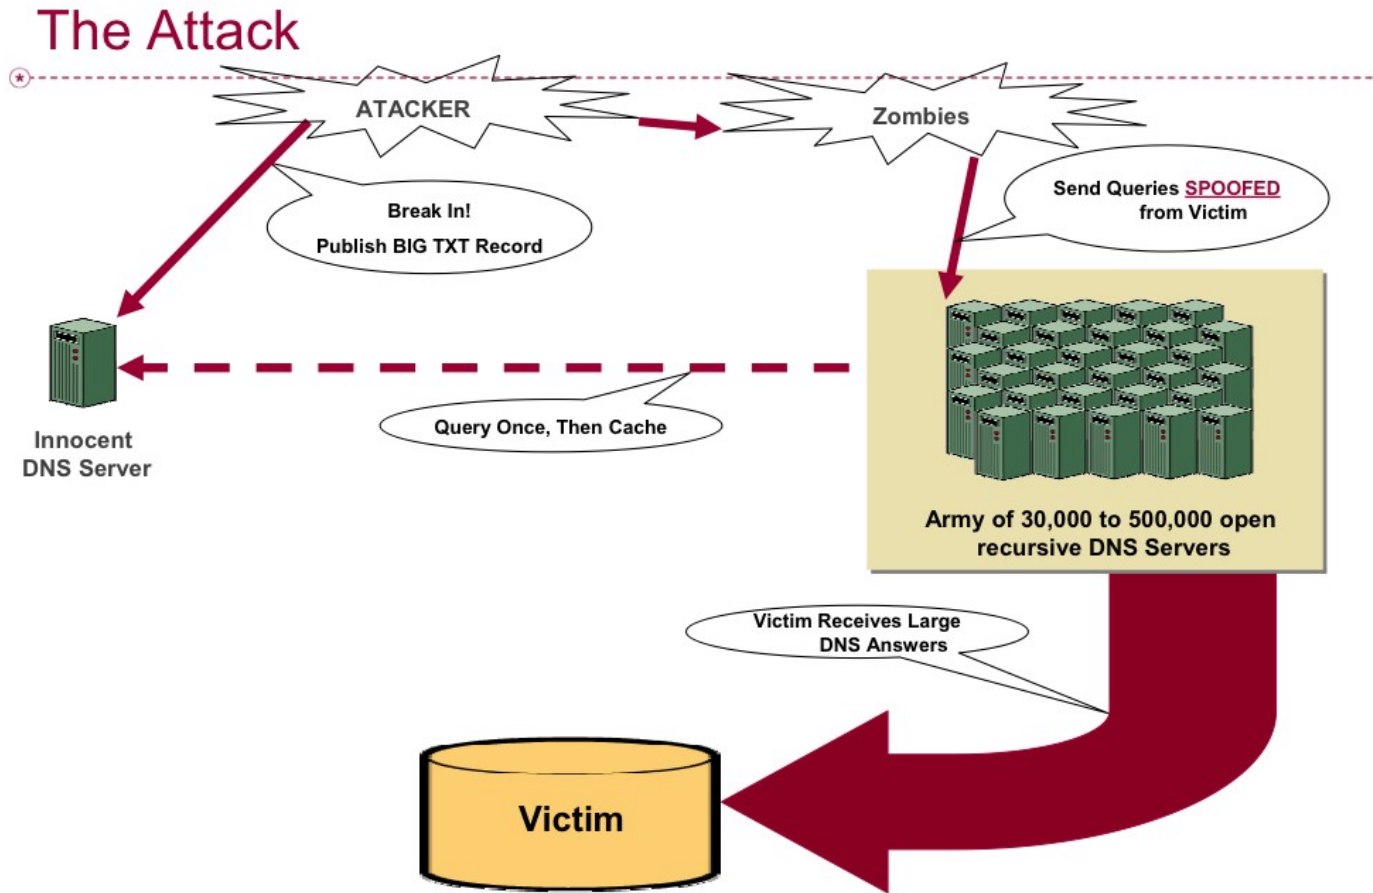 The Attack
ATACKER
Zombies
Send Queries SPOOFED
from Victim
Break In!
Publish BIG TXT Record
Query Once, Then Cache
Innocent
DNS Server
Army of 30,000 to 500,000 open
recursive DNS Servers
Victim Receives Large
DNS Answers
Victim